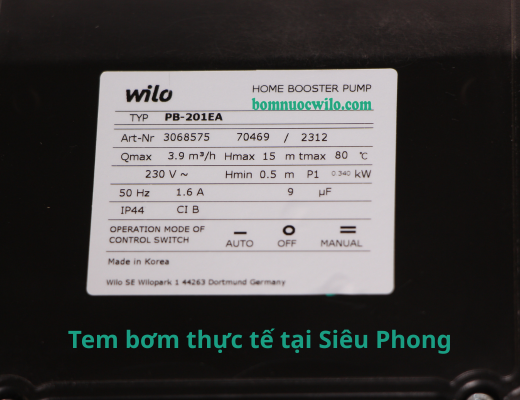 wilo HOME BOOSTER PUMP
bomnuocwilo.com
TYP PB-201EA
Art-Nr 3068575 70469 / 2312
Qmax 3.9 m³/h Hmax 15 m tmax 80 ℃
230 V ~ Hmin 0.5 m P1 0.340 kW
50 Hz 1.6 A 9 µF
IP44 Cl B
OPERATION MODE OF
CONTROL SWITCH AUTO OFF MANUAL
Made in Korea
Wilo SE Wilopark 1 44263 Dortmund Germany
Tem bơm thực tế tại Siêu Phong